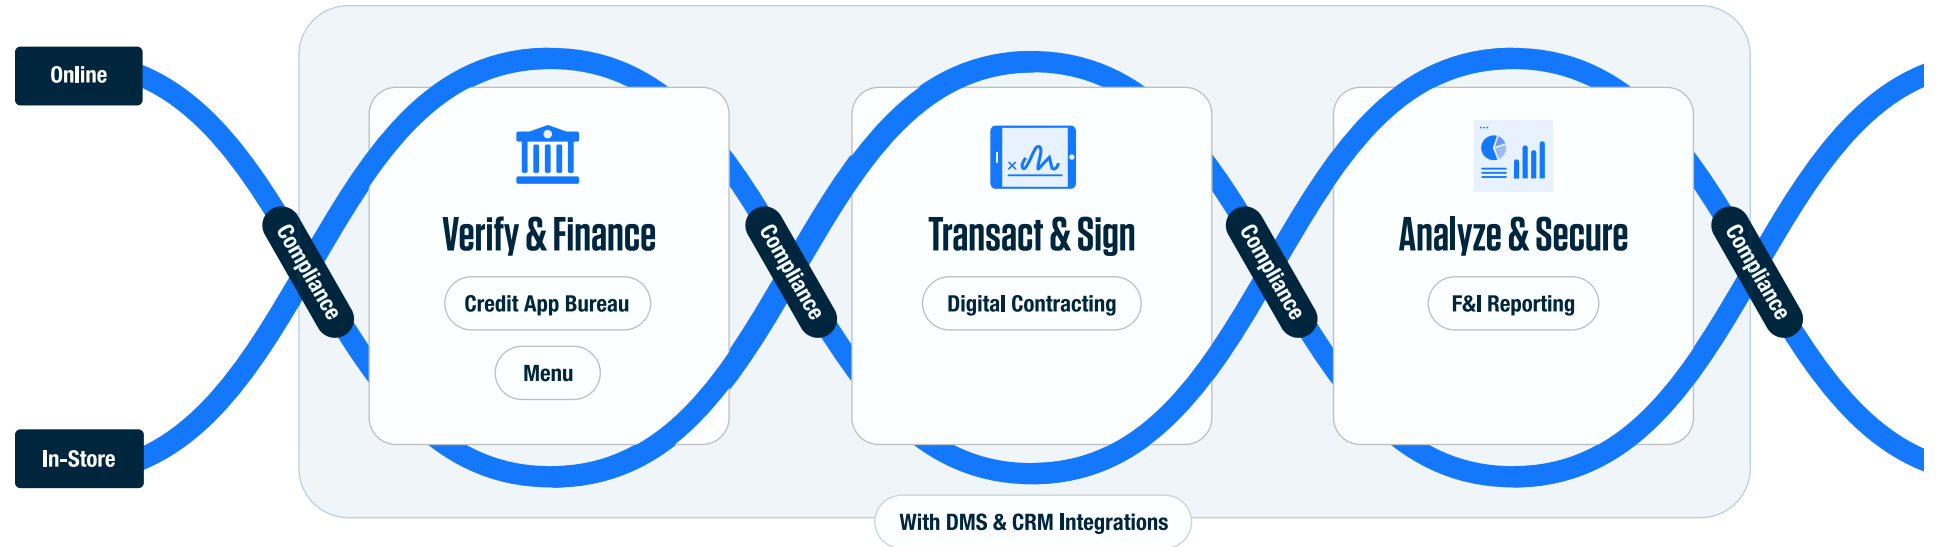 Online
In-Store
Compliance
Verify & Finance
Credit App Bureau
Menu
Compliance
Transact & Sign
Digital Contracting
Compliance
Analyze & Secure
F&I Reporting
Compliance
With DMS & CRM Integrations